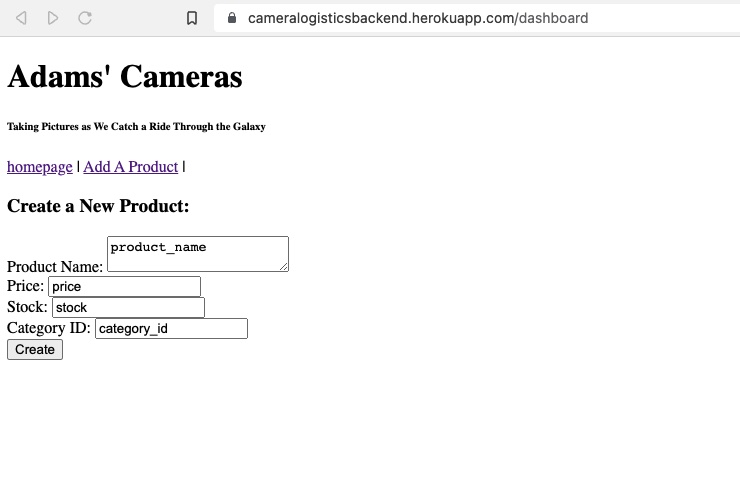 cameralogisticsbackend.herokuapp.com/dashboard
Adams' Cameras
Taking Pictures as We Catch a Ride Through the Galaxy
homepage | Add A Product |
Create a New Product:
Product Name: product_name
Price: price
Stock: stock
Category ID: category_id
Create